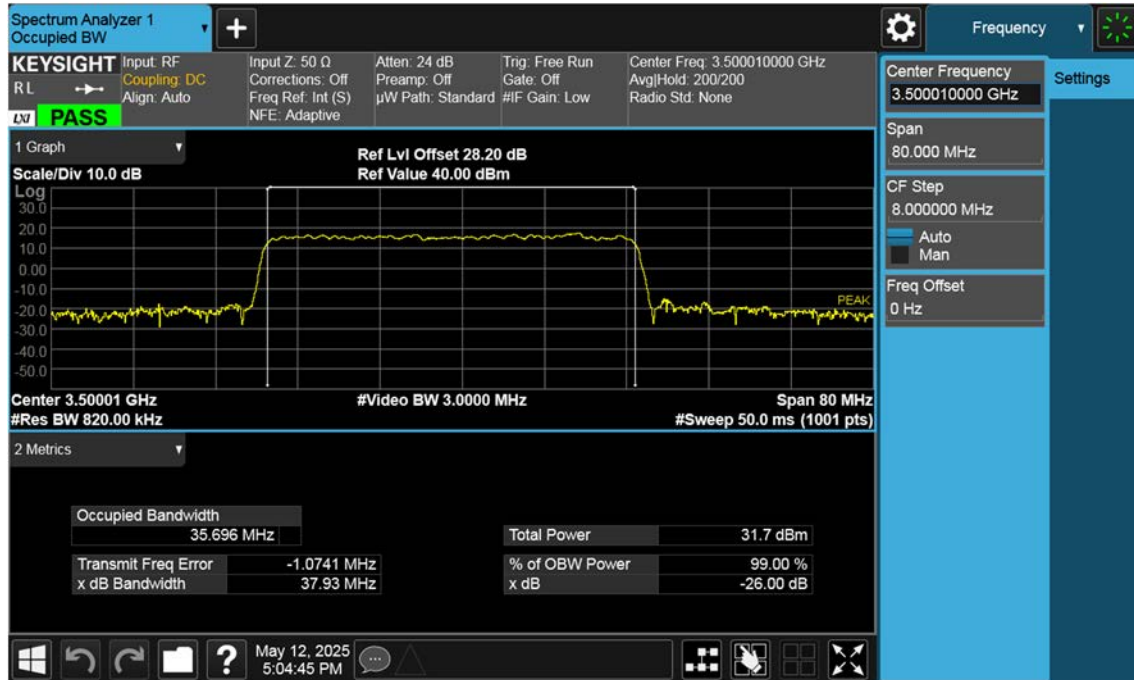 Spectrum Analyzer 1
Occupied BW
+
Frequency
KEYSIGHT
R L
LXI PASS
Input: RF
Coupling: DC
Align: Auto
Input Z: 50 Ω
Corrections: Off
Freq Ref: Int (S)
NFE: Adaptive
Atten: 24 dB
Preamp: Off
µW Path: Standard
Trig: Free Run
Gate: Off
#IF Gain: Low
Center Freq: 3.500010000 GHz
Avg|Hold: 200/200
Radio Std: None
Center Frequency
3.500010000 GHz
Settings
Span
80.000 MHz
CF Step
8.000000 MHz
Auto
Man
Freq Offset
0 Hz
1 Graph
Scale/Div 10.0 dB
Ref Lvl Offset 28.20 dB
Ref Value 40.00 dBm
Log
30.0
20.0
10.0
0.00
-10.0
-20.0
-30.0
-40.0
-50.0
PEAK
Center 3.50001 GHz
#Video BW 3.0000 MHz
Span 80 MHz
#Res BW 820.00 kHz
#Sweep 50.0 ms (1001 pts)
2 Metrics
Occupied Bandwidth
35.696 MHz
Total Power 31.7 dBm
Transmit Freq Error -1.0741 MHz
% of OBW Power 99.00 %
x dB Bandwidth 37.93 MHz
x dB -26.00 dB
?
May 12, 2025
5:04:45 PM